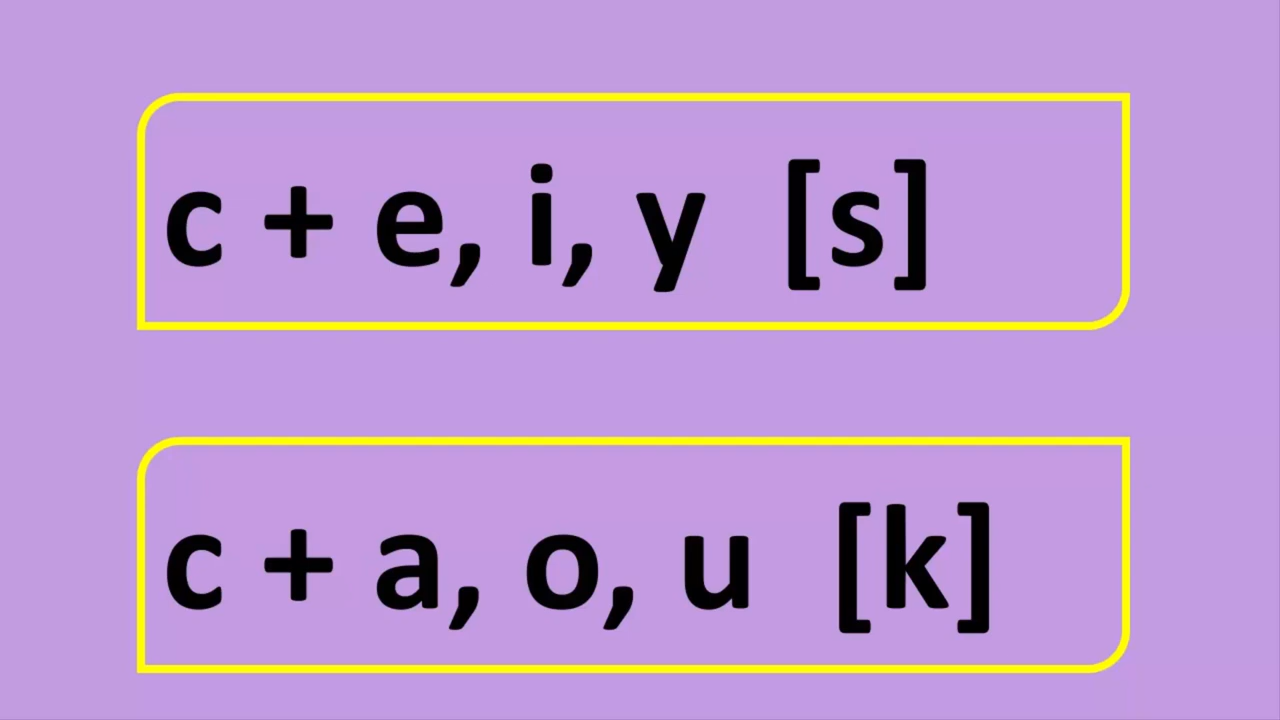 c + e, i, y [s]
c + a, o, u [k]